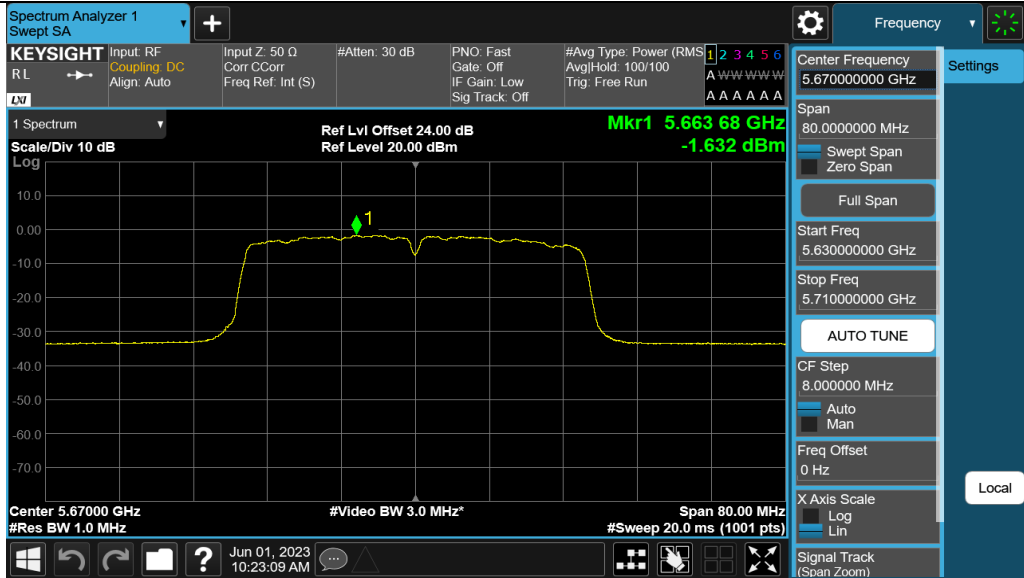 Spectrum Analyzer 1
Swept SA
Frequency
KEYSIGHT
RL
LXI
Input: RF
Coupling: DC
Align: Auto
Input Z: 50 Ω
Corr CCorr
Freq Ref: Int (S)
#Atten: 30 dB
PNO: Fast
Gate: Off
IF Gain: Low
Sig Track: Off
#Avg Type: Power (RMS
Avg|Hold: 100/100
Trig: Free Run
1 2 3 4 5 6
A W W W W W
A A A A A A
1 Spectrum
Scale/Div 10 dB
Log
Ref Lvl Offset 24.00 dB
Ref Level 20.00 dBm
Mkr1 5.663 68 GHz
-1.632 dBm
10.0
0.00
-10.0
-20.0
-30.0
-40.0
-50.0
-60.0
-70.0
1
Center 5.67000 GHz
#Res BW 1.0 MHz
#Video BW 3.0 MHz*
Span 80.00 MHz
#Sweep 20.0 ms (1001 pts)
Jun 01, 2023
10:23:09 AM
?
Center Frequency
5.670000000 GHz
Span
80.0000000 MHz
Swept Span
Zero Span
Full Span
Start Freq
5.630000000 GHz
Stop Freq
5.710000000 GHz
AUTO TUNE
CF Step
8.000000 MHz
Auto
Man
Freq Offset
0 Hz
X Axis Scale
Log
Lin
Signal Track
(Span Zoom)
Settings
Local